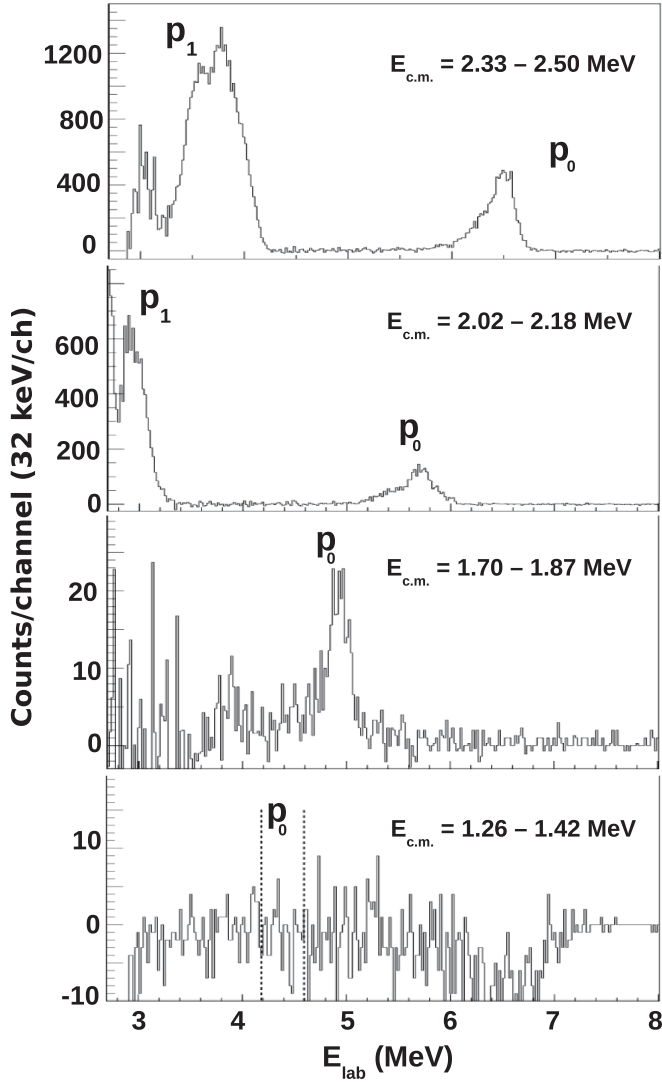 p1
1200
800
400
0
Ec.m. = 2.33 – 2.50 MeV
p0
p1
600
400
200
0
Ec.m. = 2.02 – 2.18 MeV
p0
Counts/channel (32 keV/ch)
p0
20
10
0
Ec.m. = 1.70 – 1.87 MeV
p0
10
0
-10
Ec.m. = 1.26 – 1.42 MeV
3 4 5 6 7 8
Elab (MeV)